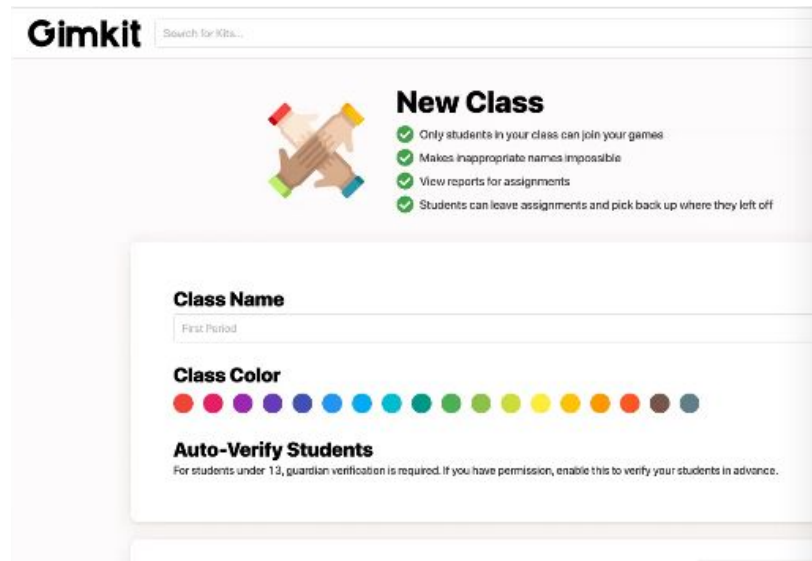 Gimkit
Search for Kits...
New Class
Only students in your class can join your games
Makes inappropriate names impossible
View reports for assignments
Students can leave assignments and pick back up where they left off
Class Name
First Period
Class Color
Auto-Verify Students
For students under 13, guardian verification is required. If you have permission, enable this to verify your students in advance.